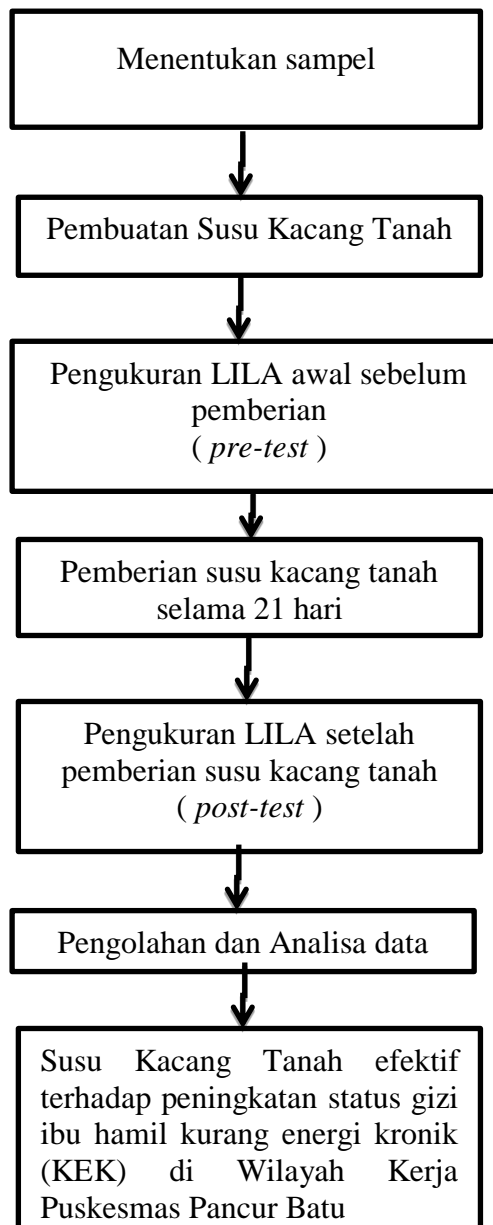 Menentukan sampel
Pembuatan Susu Kacang Tanah
Pengukuran LILA awal sebelum
pemberian
( pre-test )
Pemberian susu kacang tanah
selama 21 hari
Pengukuran LILA setelah
pemberian susu kacang tanah
( post-test )
Pengolahan dan Analisa data
Susu Kacang Tanah efektif
terhadap peningkatan status gizi
ibu hamil kurang energi kronik
(KEK) di Wilayah Kerja
Puskesmas Pancur Batu